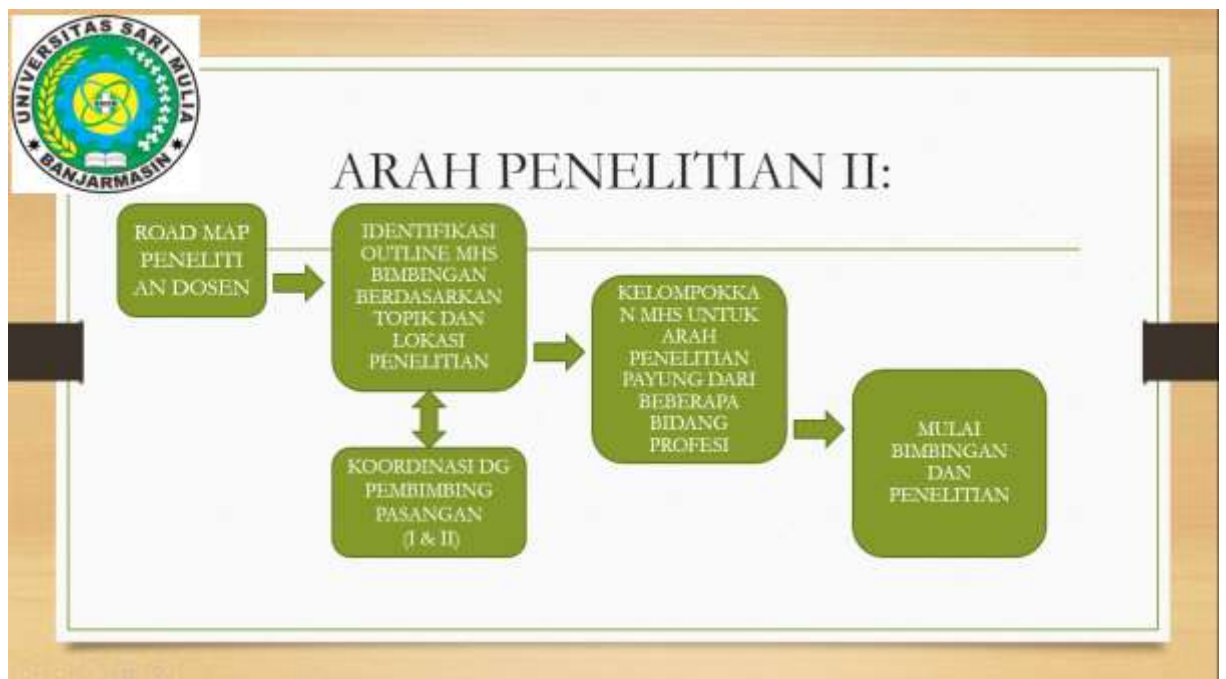 UNIVERSITAS SARI MULIA
* BANJARMASIN *
ARAH PENELITIAN II:
ROAD MAP
PENELITI
AN DOSEN
IDENTIFIKASI
OUTLINE MHS
BIMBINGAN
BERDASARKAN
TOPIK DAN
LOKASI
PENELITIAN
KOORDINASI DG
PEMBIMBING
PASANGAN
(I & II)
KELOMPOKKA
N MHS UNTUK
ARAH
PENELITIAN
PAYUNG DARI
BEBERAPA
BIDANG
PROFESI
MULAI
BIMBINGAN
DAN
PENELITIAN